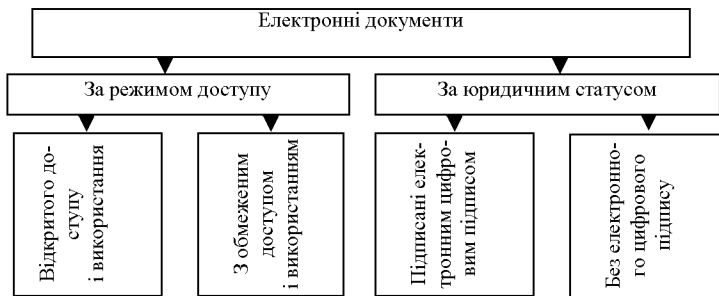 Електронні документи
За режимом доступу
За юридичним статусом
Відкритого до-
ступу
і використання
З обмеженим
доступом
і використанням
Підписані елек-
тронним цифро-
вим підписом
Без електронно-
го цифрового
підпису